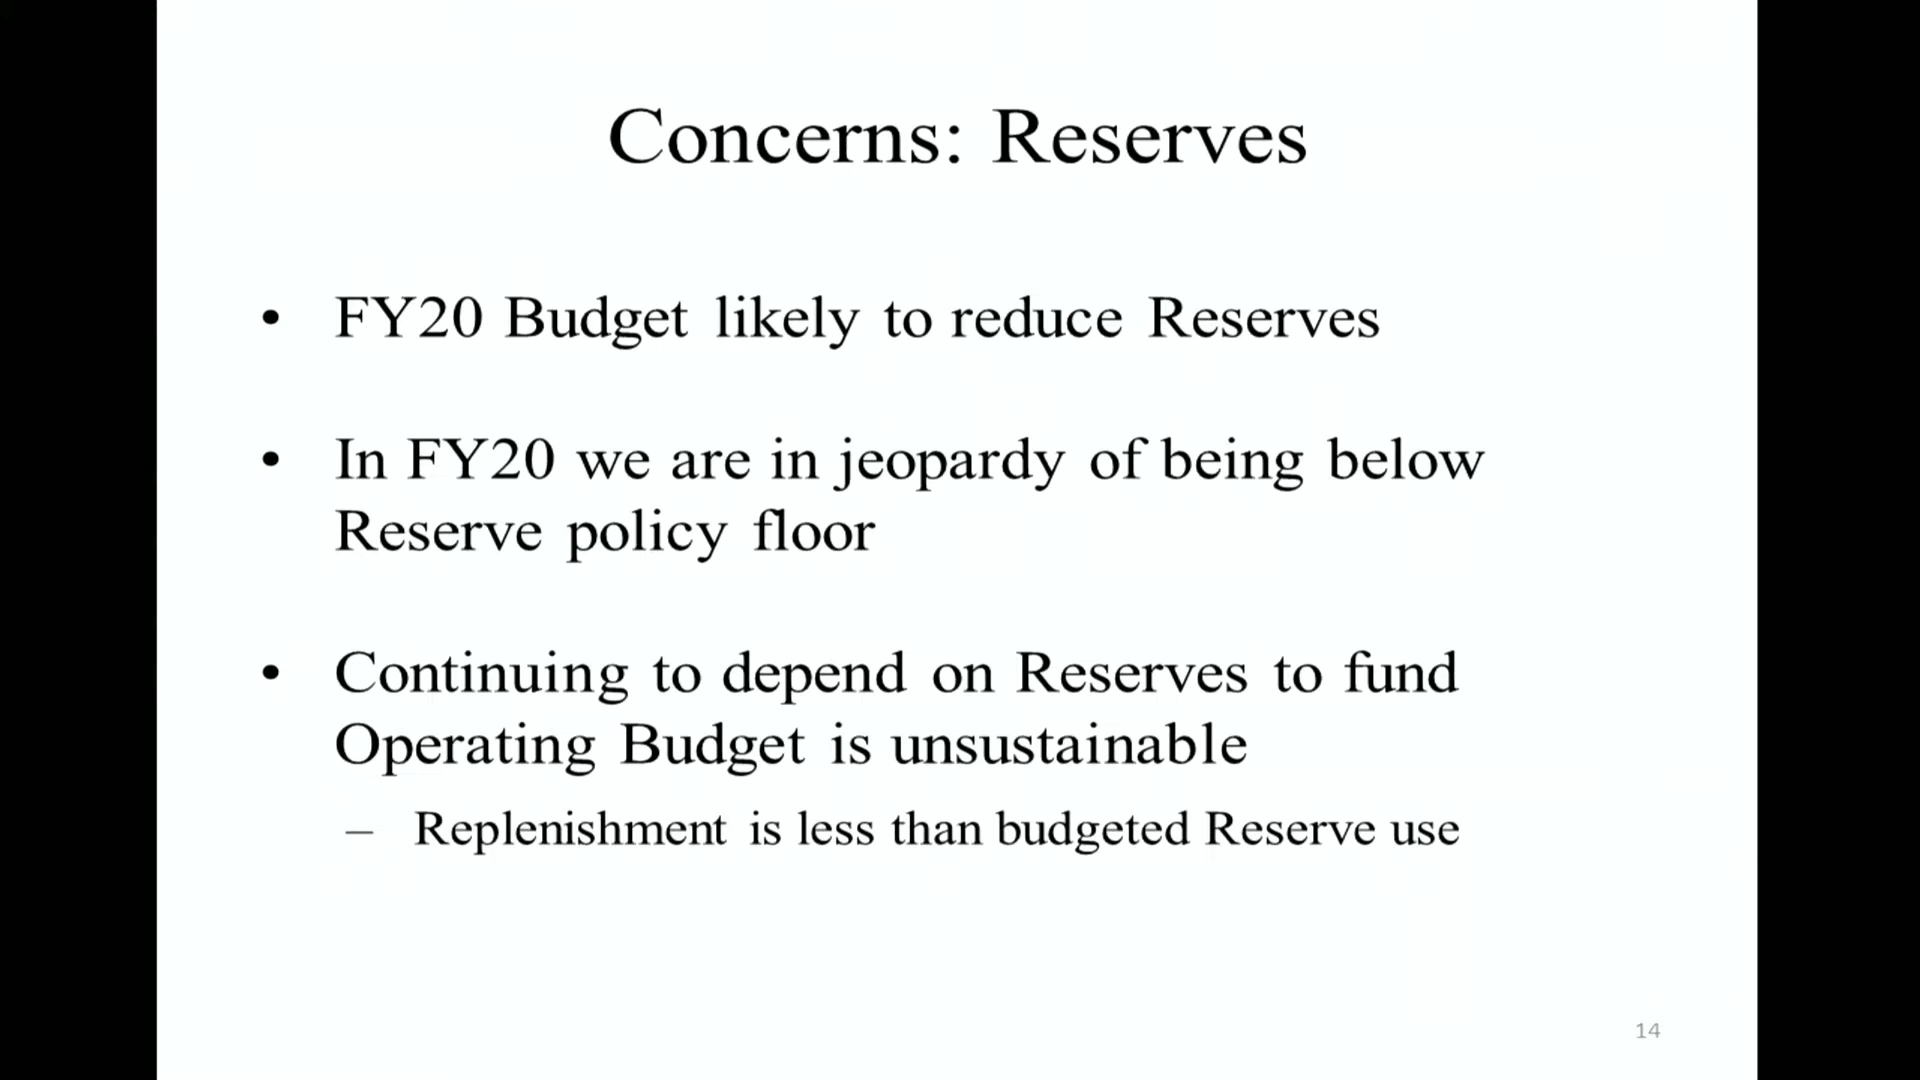 Concerns: Reserves
• FY20 Budget likely to reduce Reserves
• In FY20 we are in jeopardy of being below
Reserve policy floor
• Continuing to depend on Reserves to fund
Operating Budget is unsustainable
– Replenishment is less than budgeted Reserve use
14